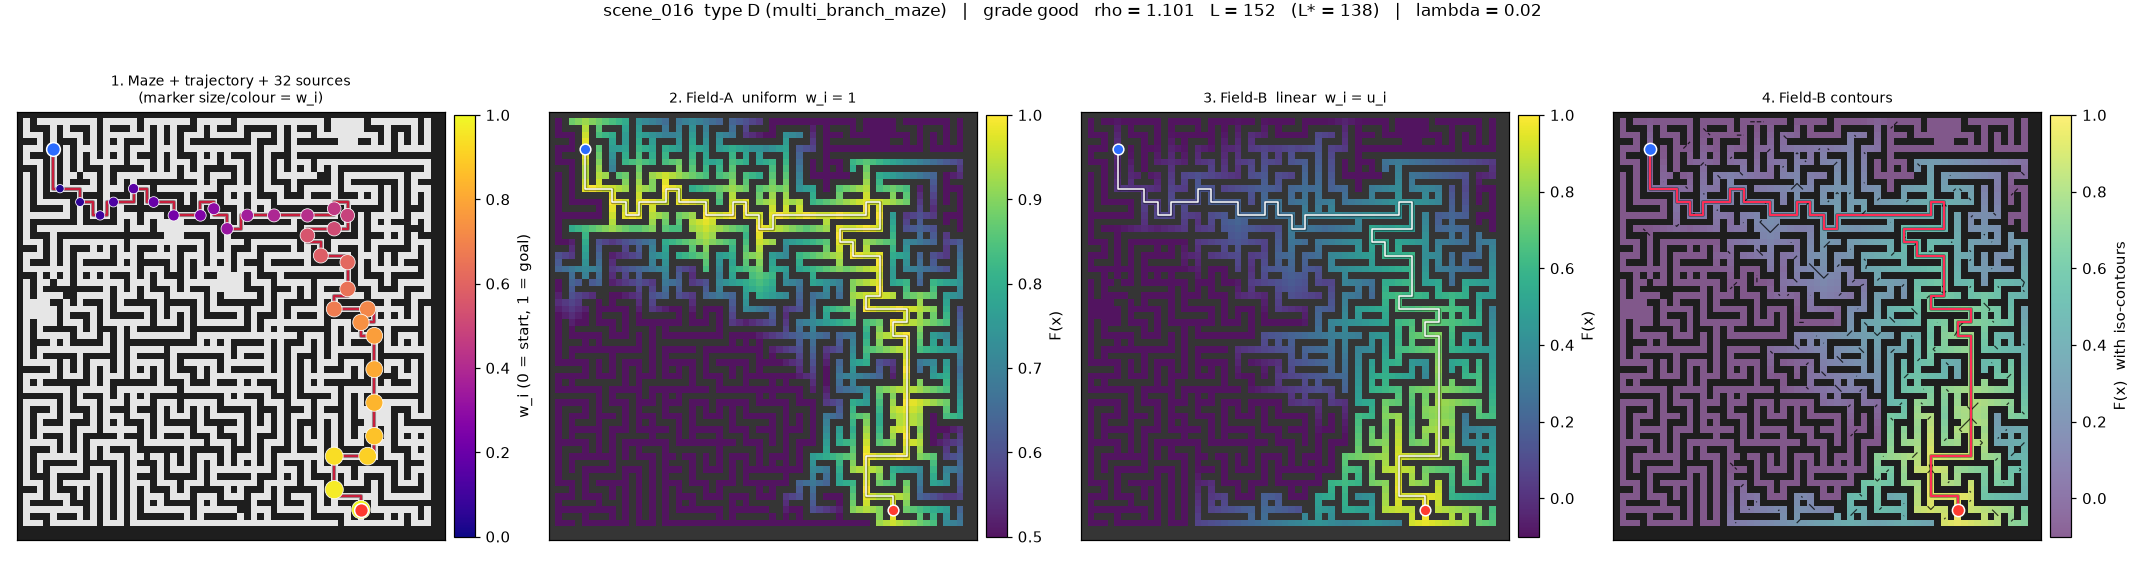 scene_016  type D (multi_branch_maze)   |   grade good   rho = 1.101   L = 152   (L* = 138)   |   lambda = 0.02
1. Maze + trajectory + 32 sources
(marker size/colour = w_i)
1.0
0.8
0.6
0.4
0.2
0.0
w_i (0 = start, 1 = goal)
2. Field-A  uniform  w_i = 1
1.0
0.9
0.8
0.7
0.6
0.5
F(x)
3. Field-B  linear  w_i = u_i
1.0
0.8
0.6
0.4
0.2
0.0
F(x)
4. Field-B contours
1.0
0.8
0.6
0.4
0.2
0.0
F(x)   with iso-contours